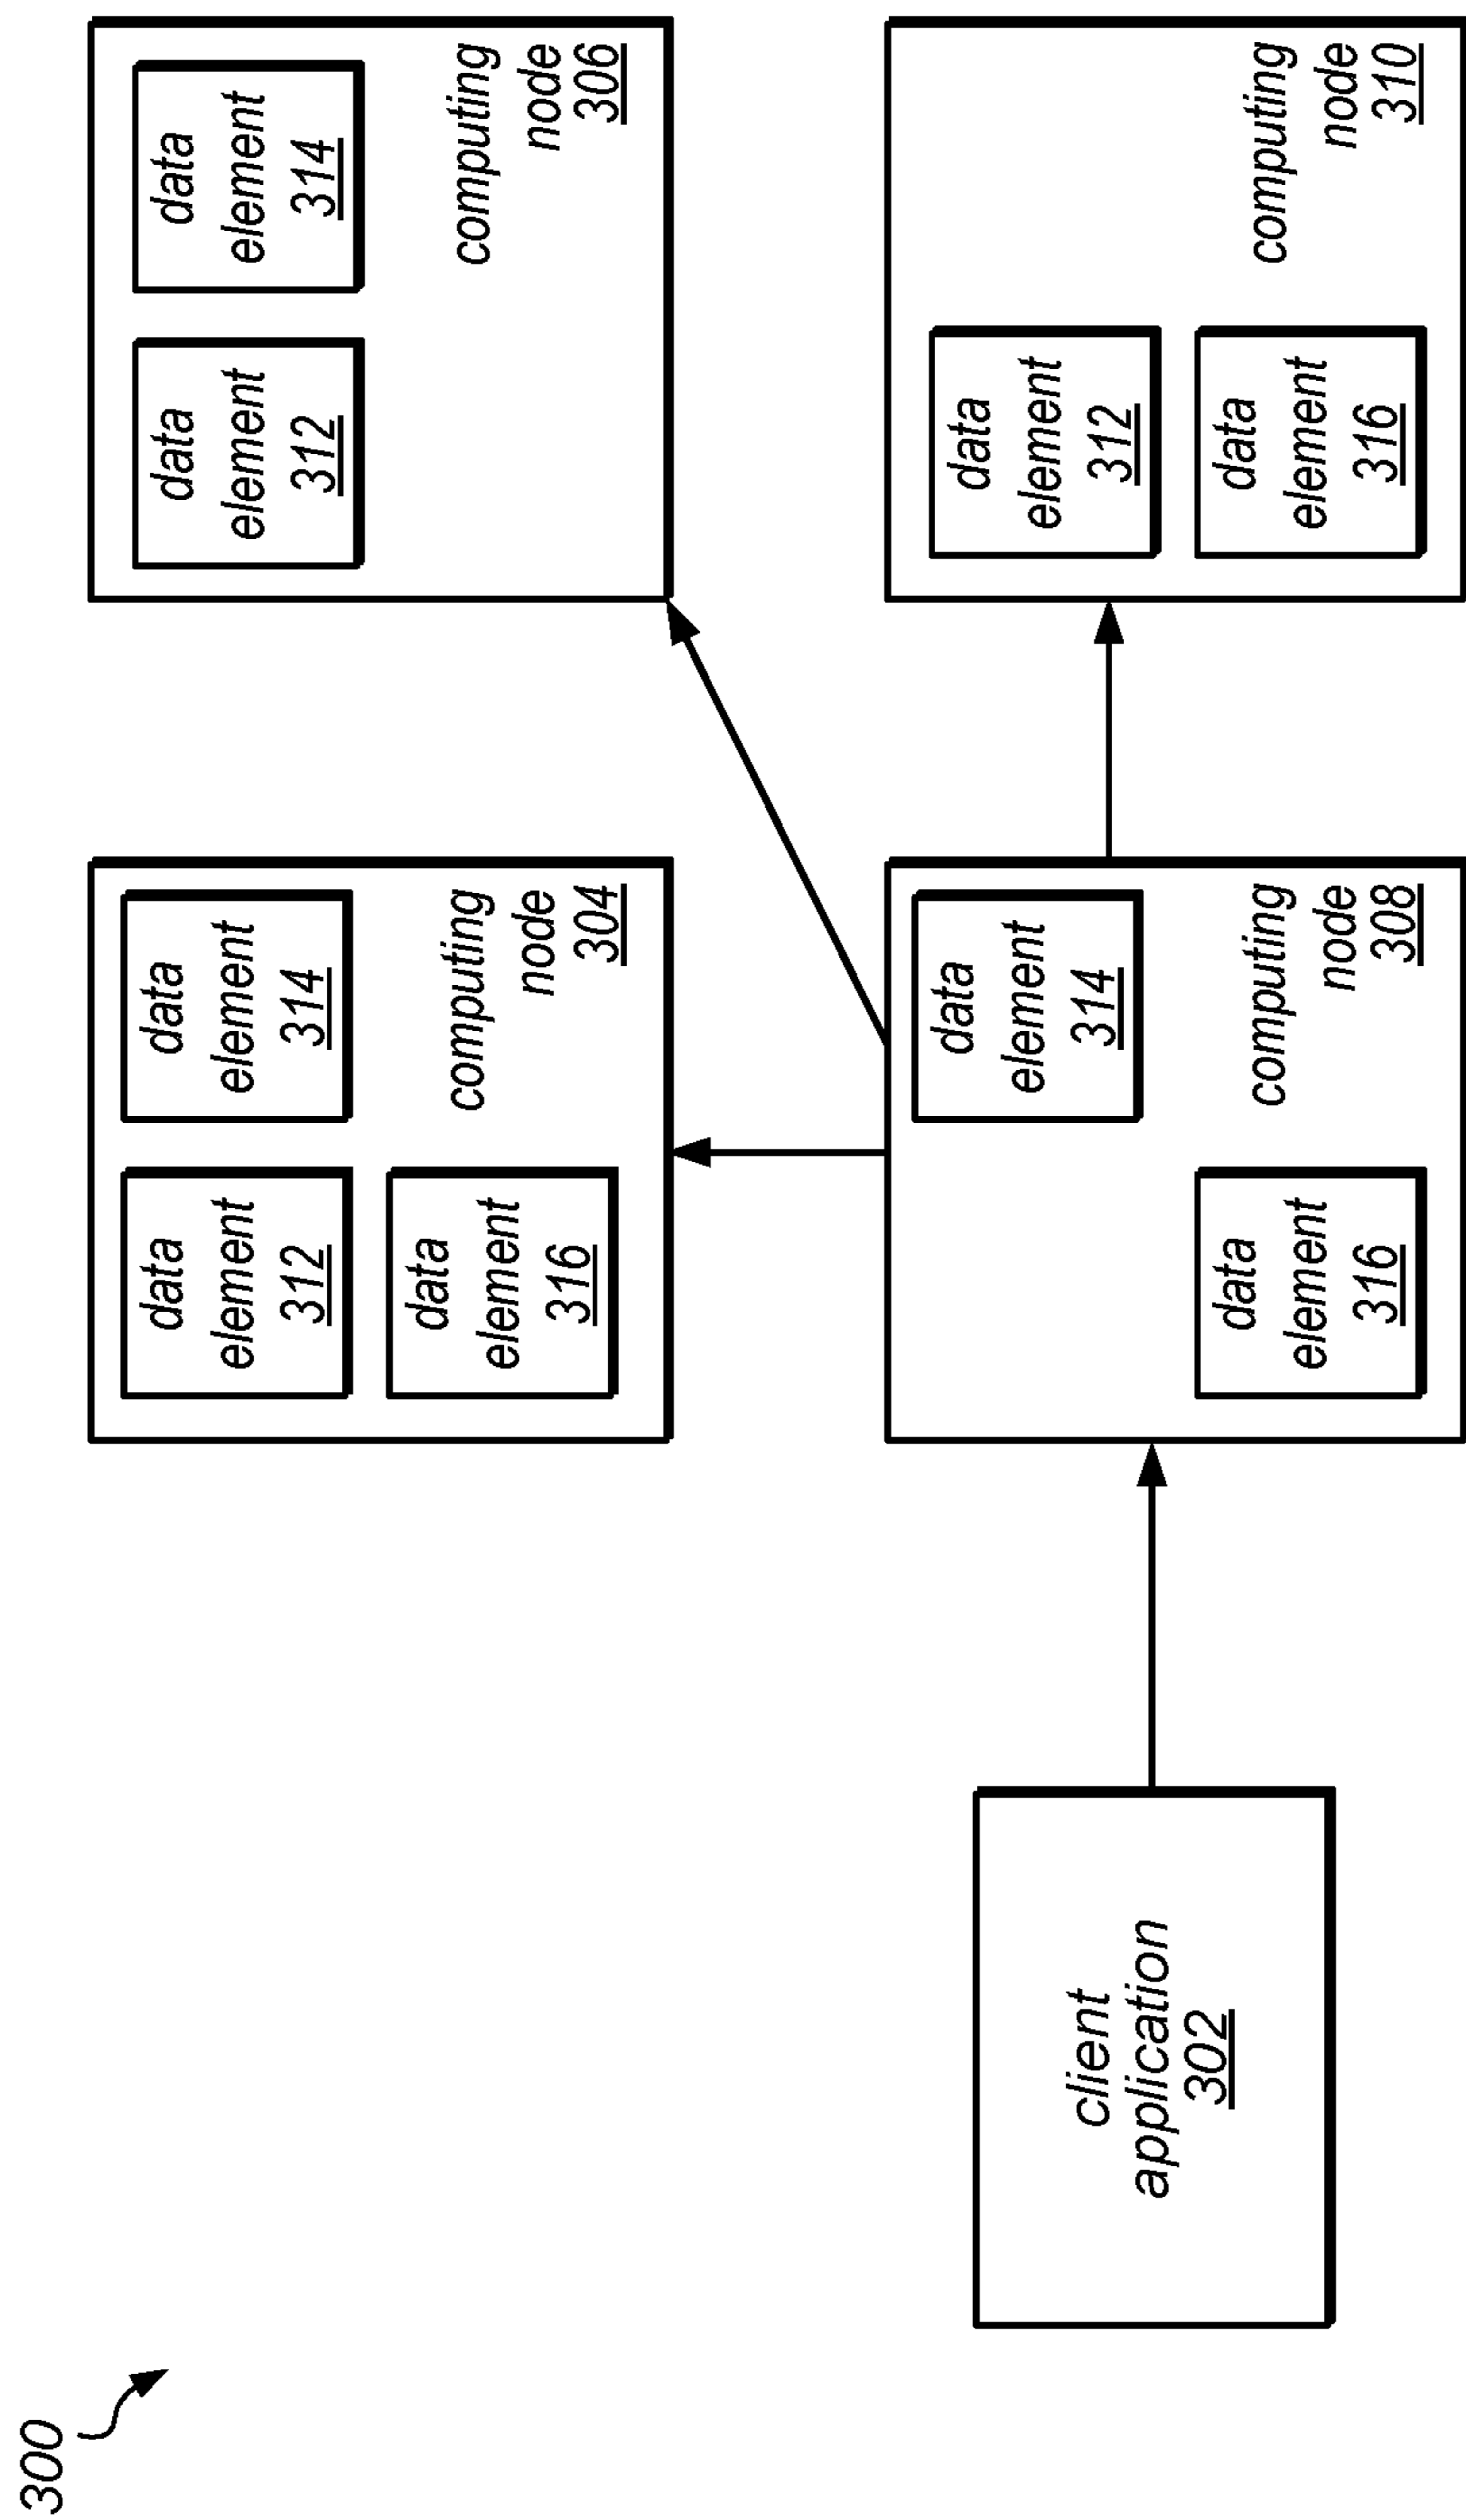 300
data
element
312
data
element
314
data
element
316
computing
node
304
data
element
312
data
element
314
computing
node
306
client
application
302
data
element
314
data
element
316
computing
node
308
data
element
312
data
element
316
computing
node
310